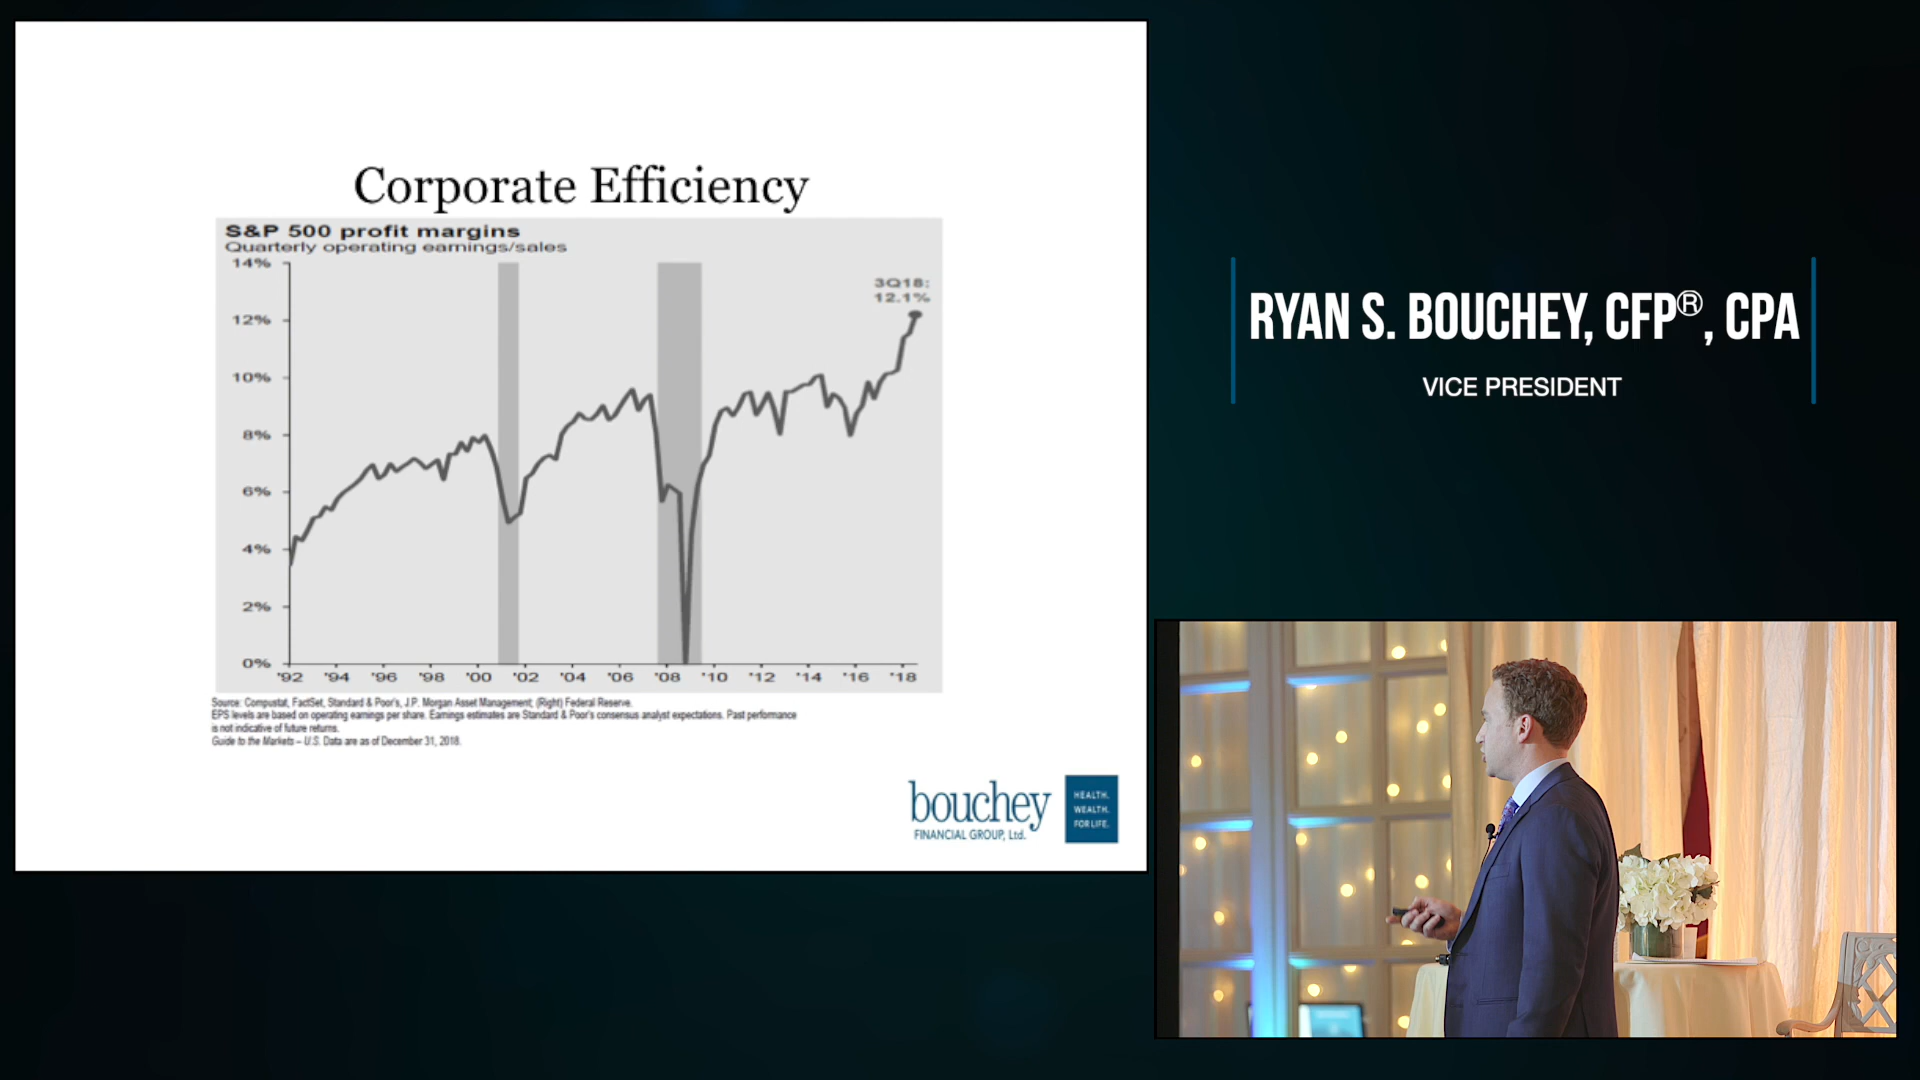 Corporate Efficiency
S&P 500 profit margins
Quarterly operating earnings/sales
14%
3Q18:
12.1%
12%
10%
8%
6%
4%
2%
0%
'92 '94 '96 '98 '00 '02 '04 '06 '08 '10 '12 '14 '16 '18
Source: Compustat, FactSet, Standard & Poor's, J.P. Morgan Asset Management; (Right) Federal Reserve.
EPS levels are based on operating earnings per share. Earnings estimates are Standard & Poor's consensus analyst expectations. Past performance
is not indicative of future returns.
Guide to the Markets – U.S. Data are as of December 31, 2018.
bouchey
FINANCIAL GROUP, Ltd.
HEALTH.
WEALTH.
FOR LIFE.
RYAN S. BOUCHEY, CFP®, CPA
VICE PRESIDENT